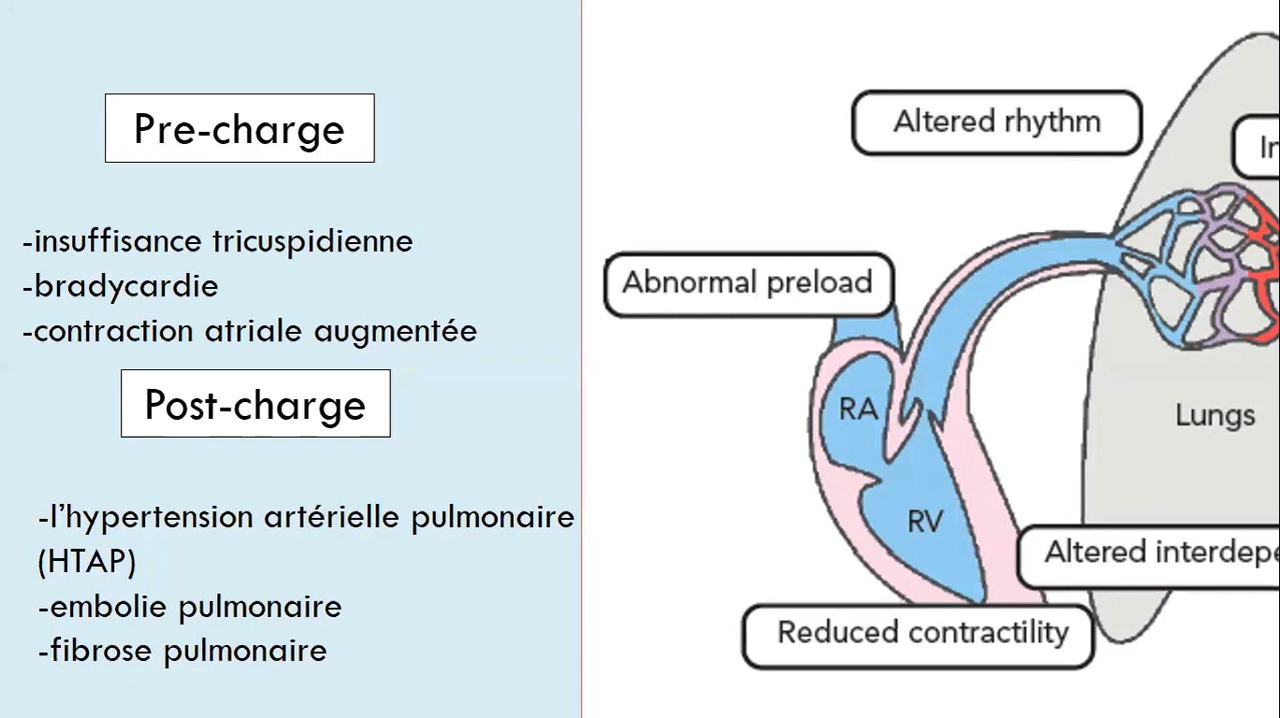 Pre-charge
-insuffisance tricuspidienne
-bradycardie
-contraction atriale augmentée
Post-charge
-l’hypertension artérielle pulmonaire
(HTAP)
-embolie pulmonaire
-fibrose pulmonaire
Altered rhythm
Abnormal preload
RA
Lungs
RV
Altered
Reduced contractility